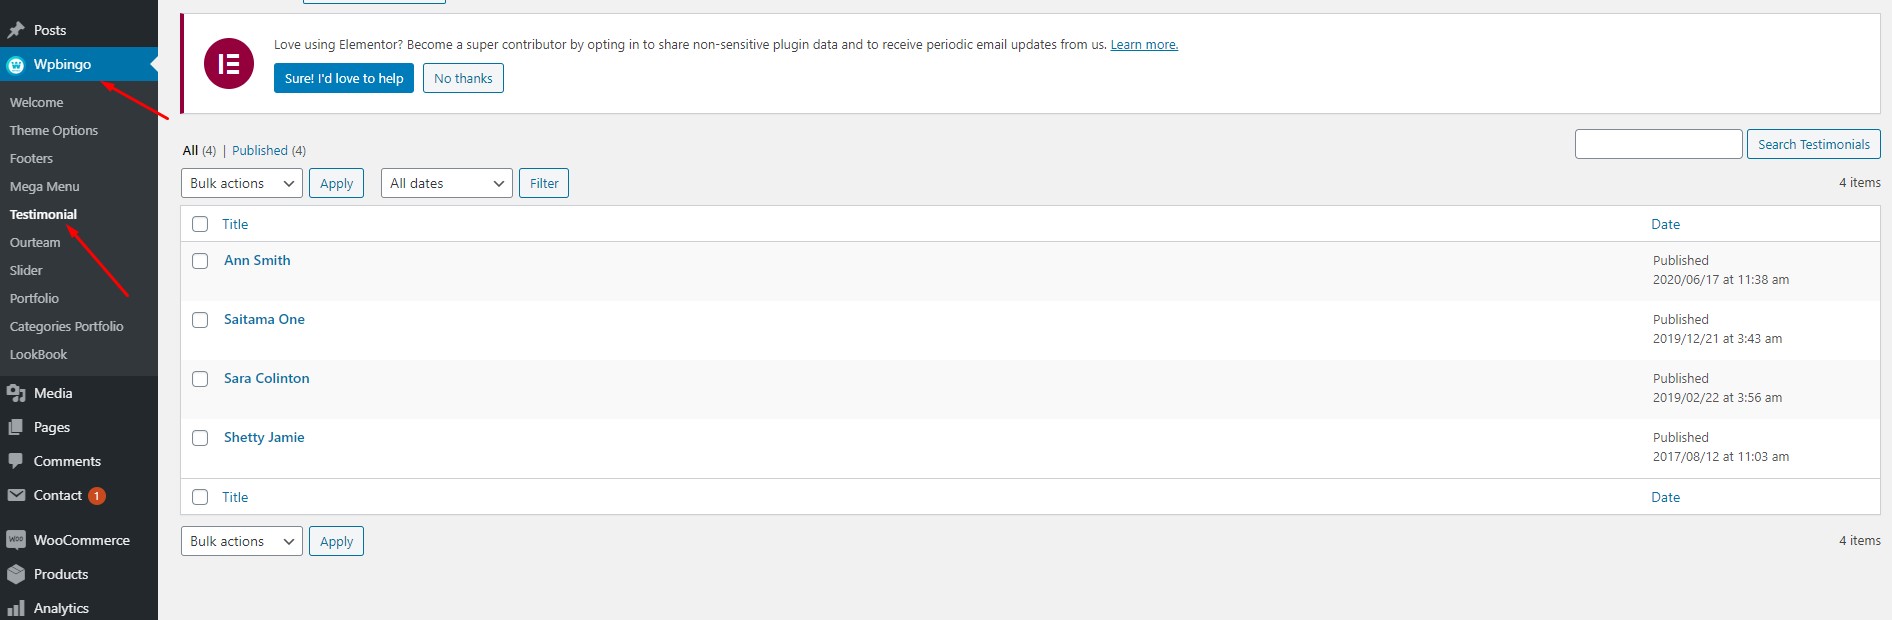 Posts
Wpbingo
Welcome
Theme Options
Footers
Mega Menu
Testimonial
Ourteam
Slider
Portfolio
Categories Portfolio
LookBook
Media
Pages
Comments
Contact 1
WooCommerce
Products
Analytics
Love using Elementor? Become a super contributor by opting in to share non-sensitive plugin data and to receive periodic email updates from us. Learn more.
Sure! I'd love to help No thanks
All (4) | Published (4)
Search Testimonials
Bulk actions Apply All dates Filter
4 items
Title Date
Ann Smith Published
2020/06/17 at 11:38 am
Saitama One Published
2019/12/21 at 3:43 am
Sara Colinton Published
2019/02/22 at 3:56 am
Shetty Jamie Published
2017/08/12 at 11:03 am
Title Date
Bulk actions Apply
4 items